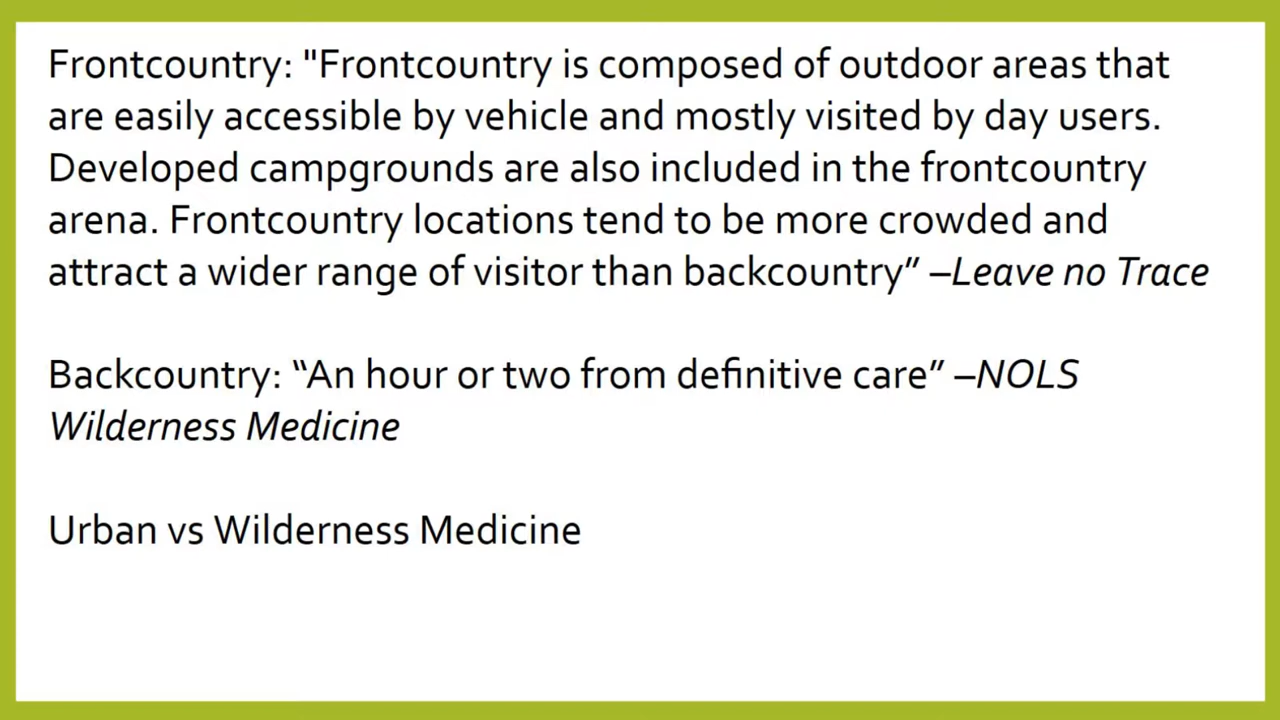 Frontcountry: "Frontcountry is composed of outdoor areas that
are easily accessible by vehicle and mostly visited by day users.
Developed campgrounds are also included in the frontcountry
arena. Frontcountry locations tend to be more crowded and
attract a wider range of visitor than backcountry” –Leave no Trace
Backcountry: “An hour or two from definitive care” –NOLS
Wilderness Medicine
Urban vs Wilderness Medicine